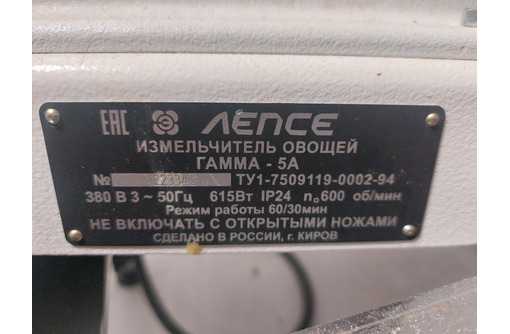 EAC ЛЕПСЕ
ИЗМЕЛЬЧИТЕЛЬ ОВОЩЕЙ
ГАММА - 5А
№ ТУ1-7509119-0002-94
380 В 3 ~ 50Гц 615Вт IP24 n₀600 об/мин
Режим работы 60/30мин
НЕ ВКЛЮЧАТЬ С ОТКРЫТЫМИ НОЖАМИ
СДЕЛАНО В РОССИИ, г. КИРОВ